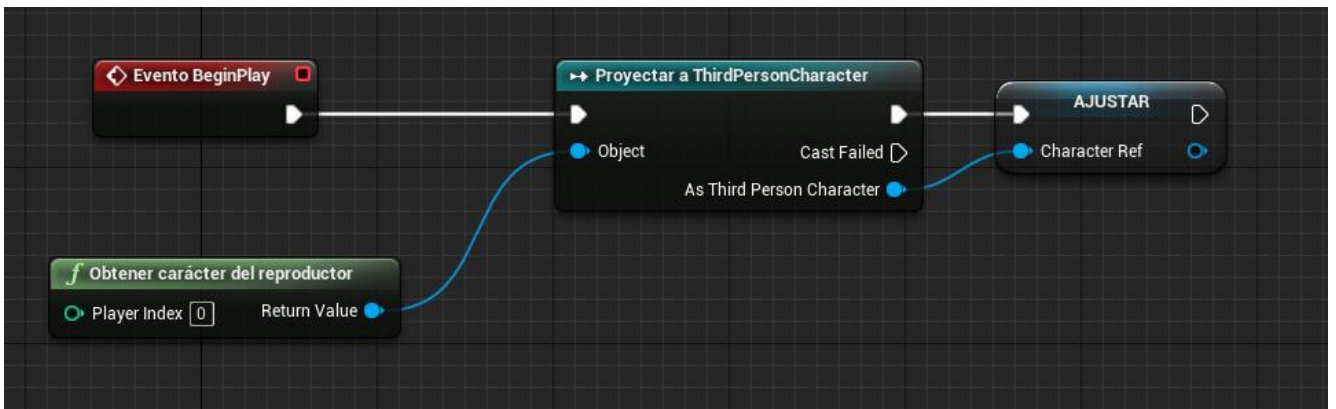 Evento BeginPlay
Proyectar a ThirdPersonCharacter
Object
Cast Failed
As Third Person Character
AJUSTAR
Character Ref
f Obtener carácter del reproductor
Player Index 0
Return Value